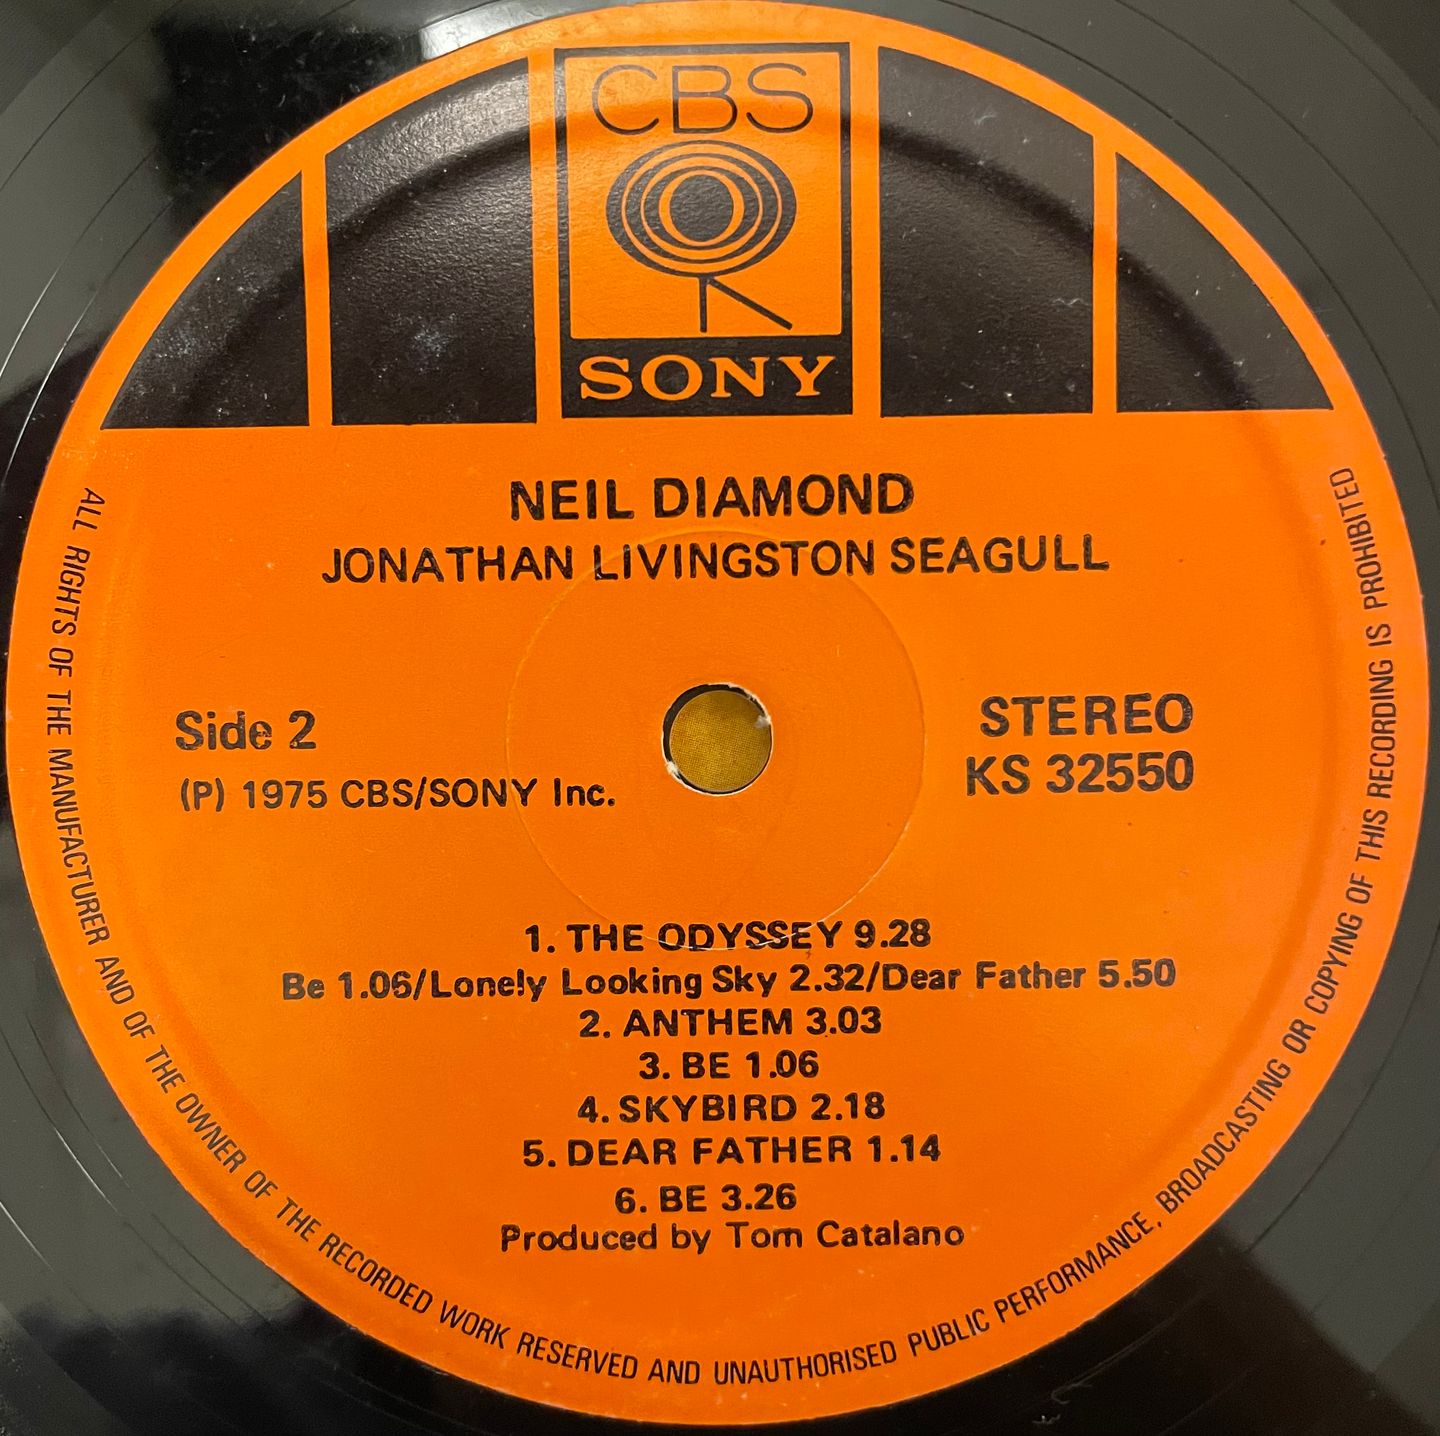 CBS
SONY
NEIL DIAMOND
JONATHAN LIVINGSTON SEAGULL
Side 2
(P) 1975 CBS/SONY Inc.
STEREO
KS 32550
1. THE ODYSSEY 9.28
Be 1.06/Lonely Looking Sky 2.32/Dear Father 5.50
2. ANTHEM 3.03
3. BE 1.06
4. SKYBIRD 2.18
5. DEAR FATHER 1.14
6. BE 3.26
Produced by Tom Catalano
ALL RIGHTS OF THE MANUFACTURER AND OF THE OWNER OF THE RECORDED WORK RESERVED AND UNAUTHORISED PUBLIC PERFORMANCE, BROADCASTING OR COPYING OF THIS RECORDING IS PROHIBITED